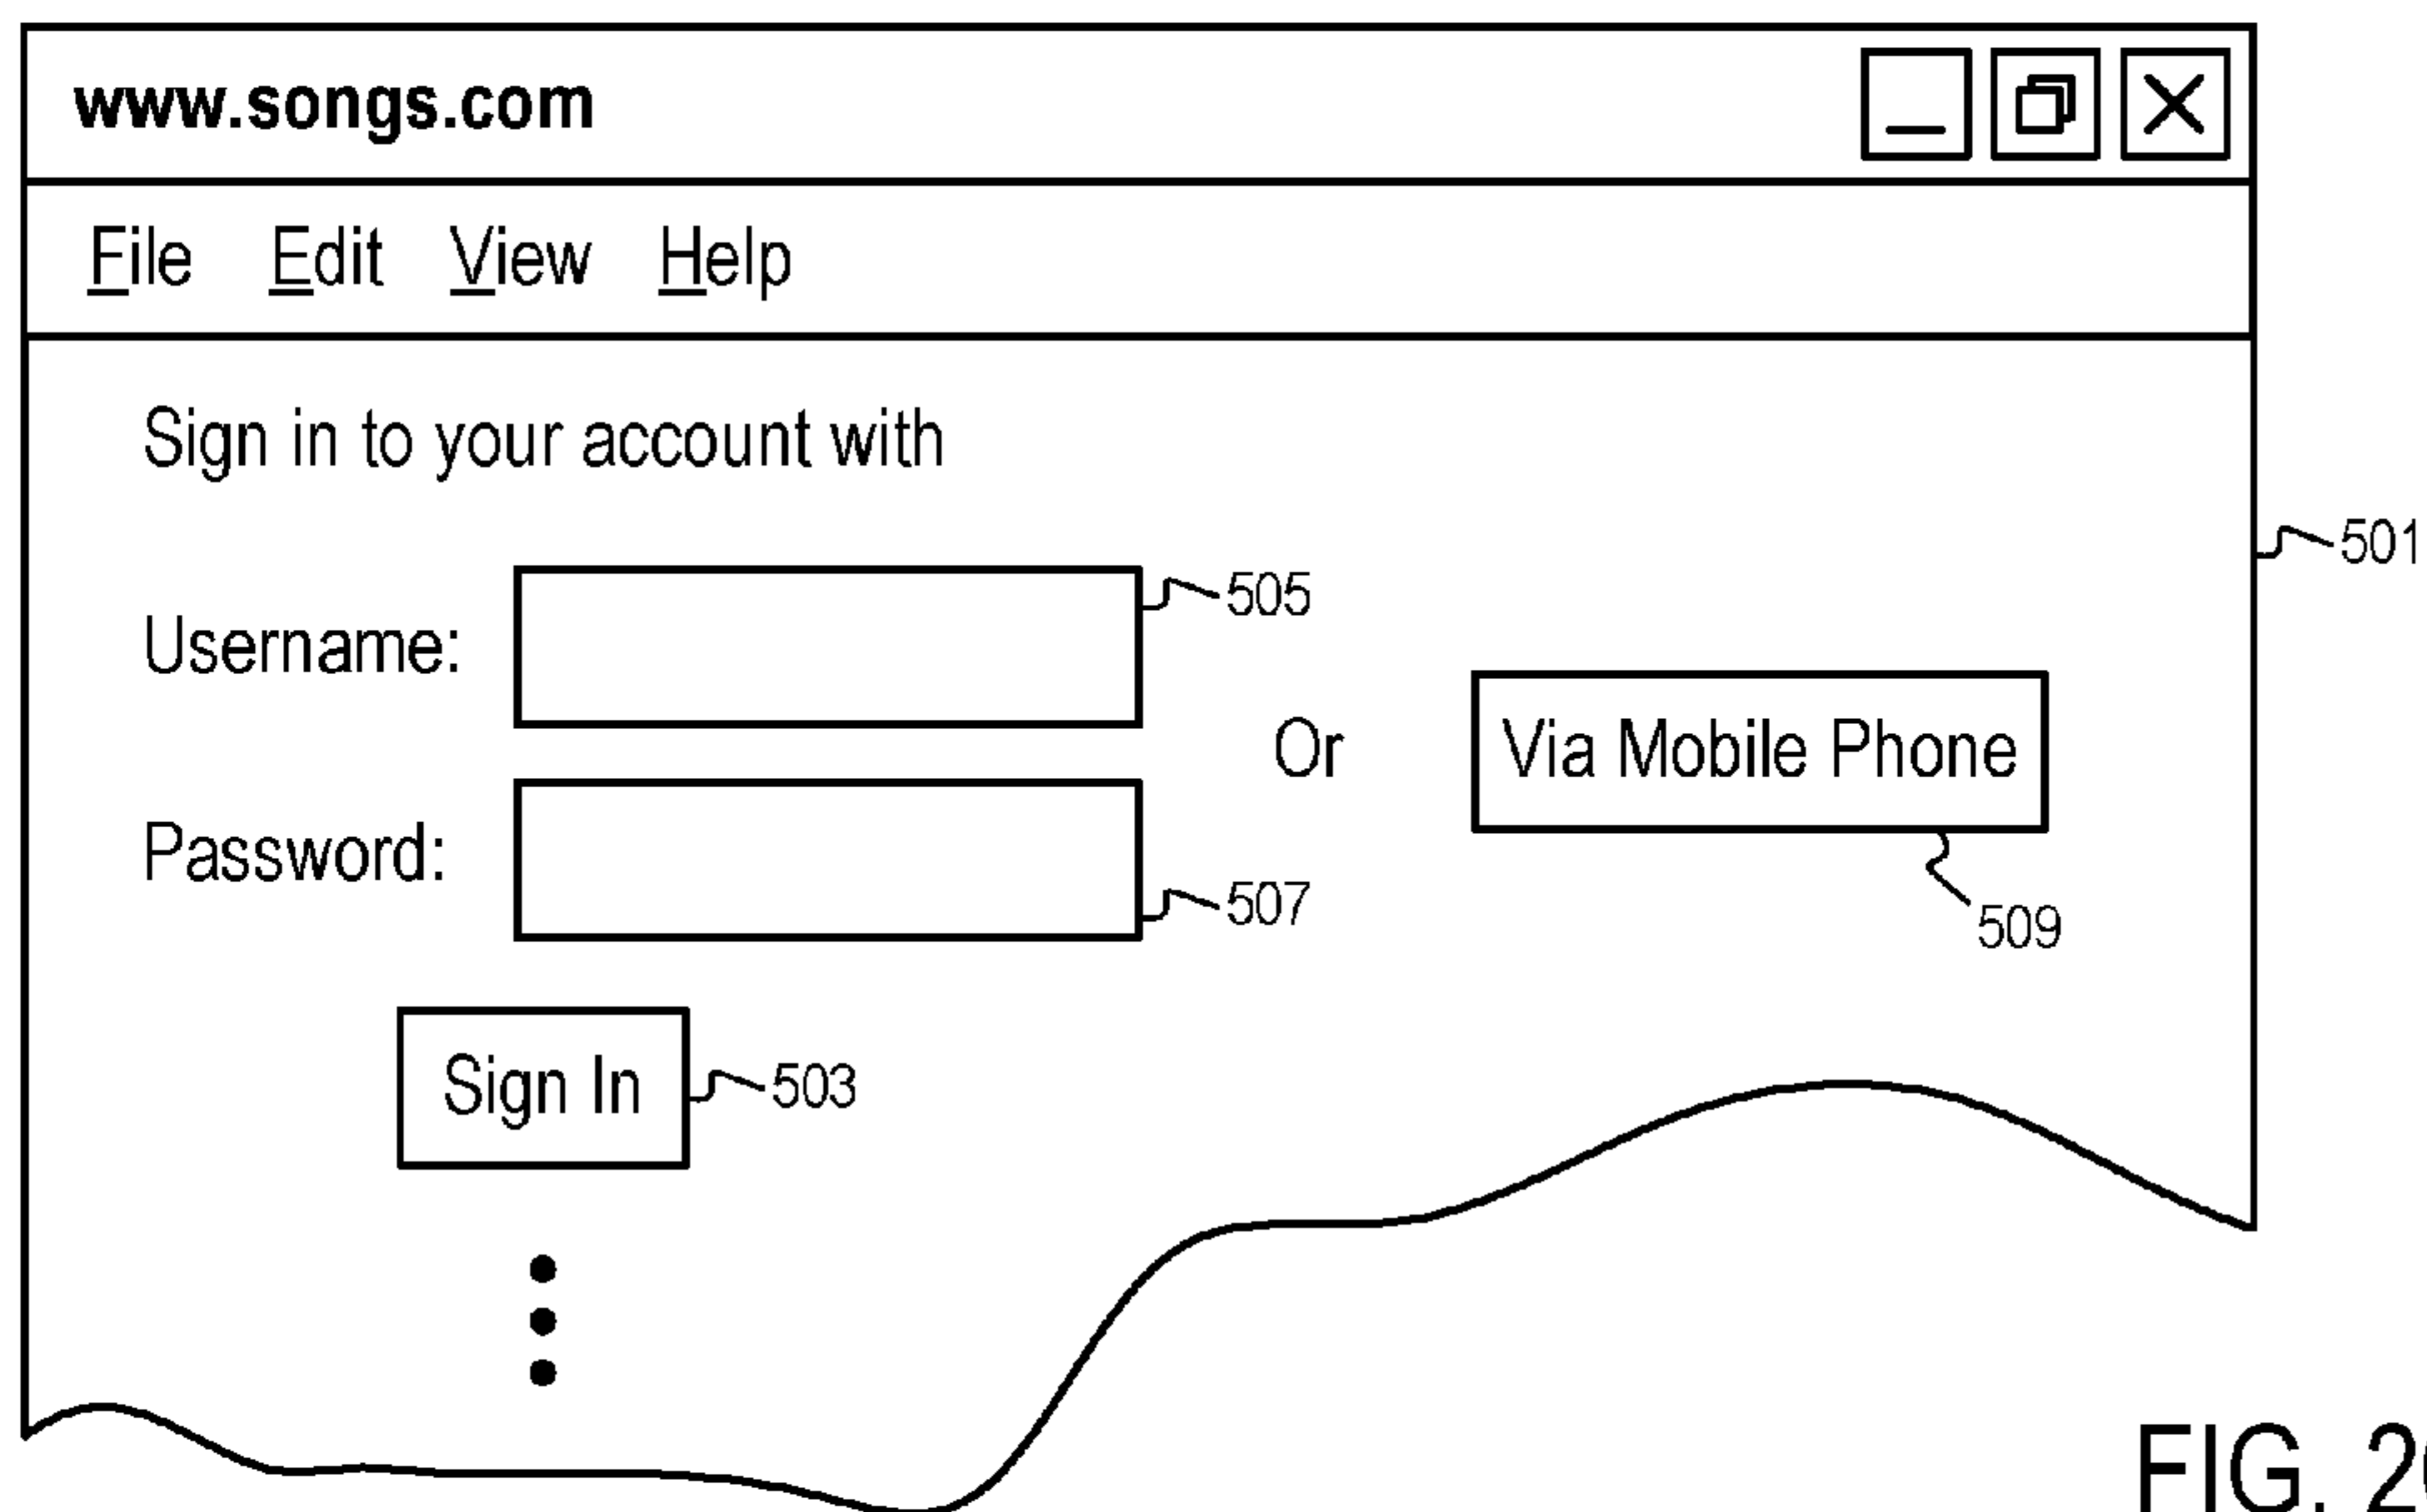 www.songs.com
File Edit View Help
Sign in to your account with
501
Username:
505
Or
Via Mobile Phone
Password:
507
509
Sign In
503
FIG.